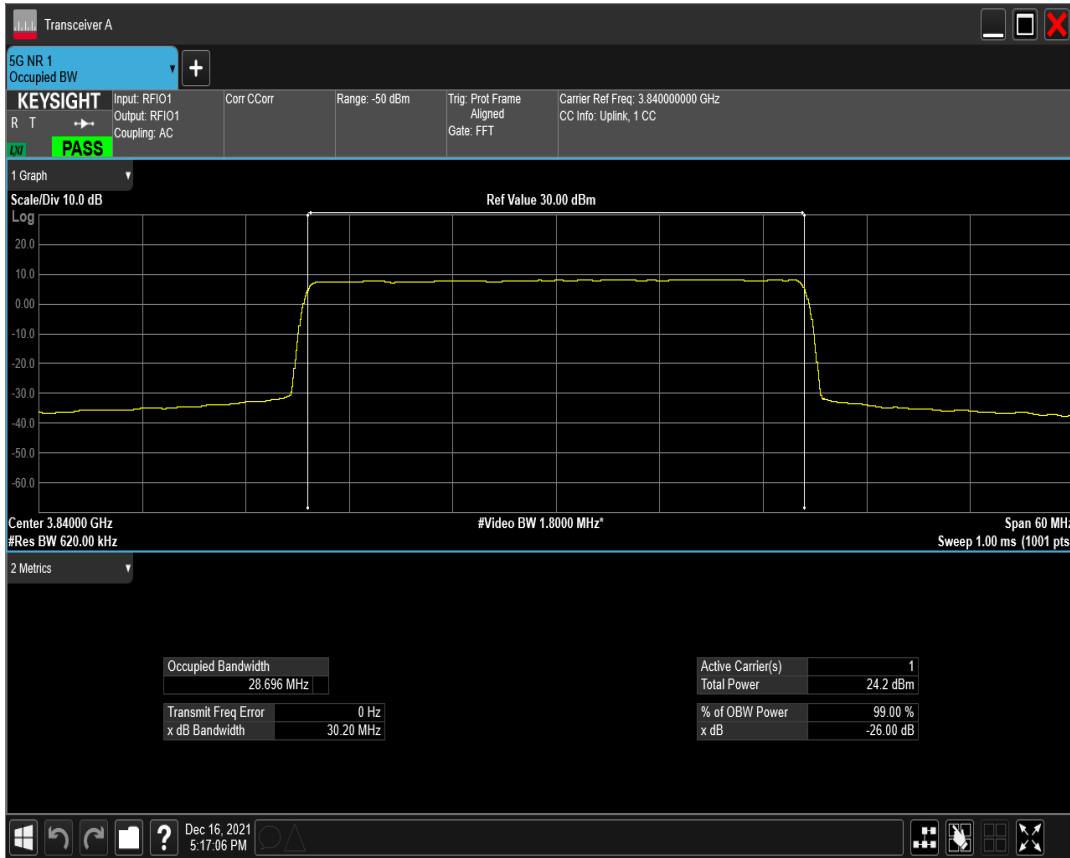 Transceiver A
5G NR 1
Occupied BW
KEYSIGHT
R T
LXI
PASS
Input: RFIO1
Output: RFIO1
Coupling: AC
Corr CCorr
Range: -50 dBm
Trig: Prot Frame
Aligned
Gate: FFT
Carrier Ref Freq: 3.840000000 GHz
CC Info: Uplink, 1 CC
1 Graph
Scale/Div 10.0 dB
Ref Value 30.00 dBm
Log
20.0
10.0
0.00
-10.0
-20.0
-30.0
-40.0
-50.0
-60.0
Center 3.84000 GHz
#Video BW 1.8000 MHz*
Span 60 MHz
#Res BW 620.00 kHz
Sweep 1.00 ms (1001 pts
2 Metrics
Occupied Bandwidth
28.696 MHz
Transmit Freq Error 0 Hz
x dB Bandwidth 30.20 MHz
Active Carrier(s) 1
Total Power 24.2 dBm
% of OBW Power 99.00 %
x dB -26.00 dB
?
Dec 16, 2021
5:17:06 PM